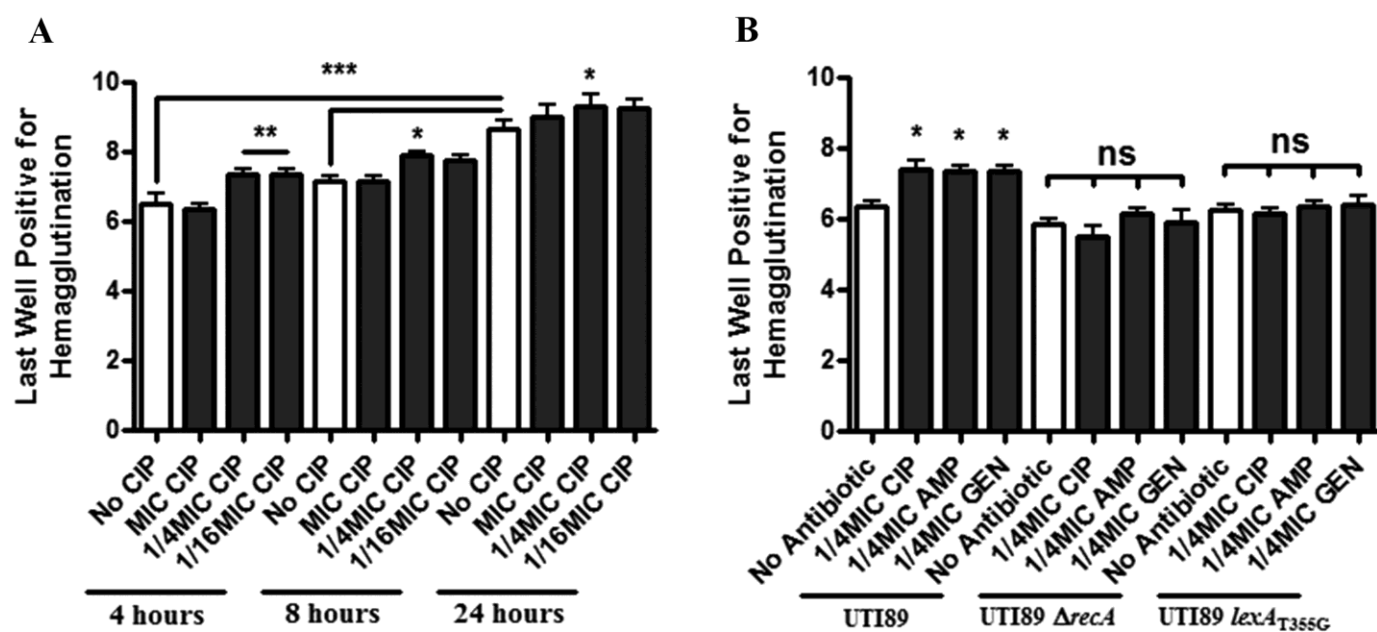 A
Last Well Positive for
Hemagglutination
10
8
6
4
2
0
***
**
*
*
No CIP
MIC CIP
1/4MIC CIP
1/16MIC CIP
No CIP
MIC CIP
1/4MIC CIP
1/16MIC CIP
No CIP
MIC CIP
1/4MIC CIP
1/16MIC CIP
4 hours
8 hours
24 hours
B
Last Well Positive for
Hemagglutination
10
8
6
4
2
0
* * *
ns
ns
No Antibiotic
1/4MIC CIP
1/4MIC AMP
1/4MIC GEN
No Antibiotic
1/4MIC CIP
1/4MIC AMP
1/4MIC GEN
No Antibiotic
1/4MIC CIP
1/4MIC AMP
1/4MIC GEN
UTI89
UTI89 ΔrecA
UTI89 lexAT355G